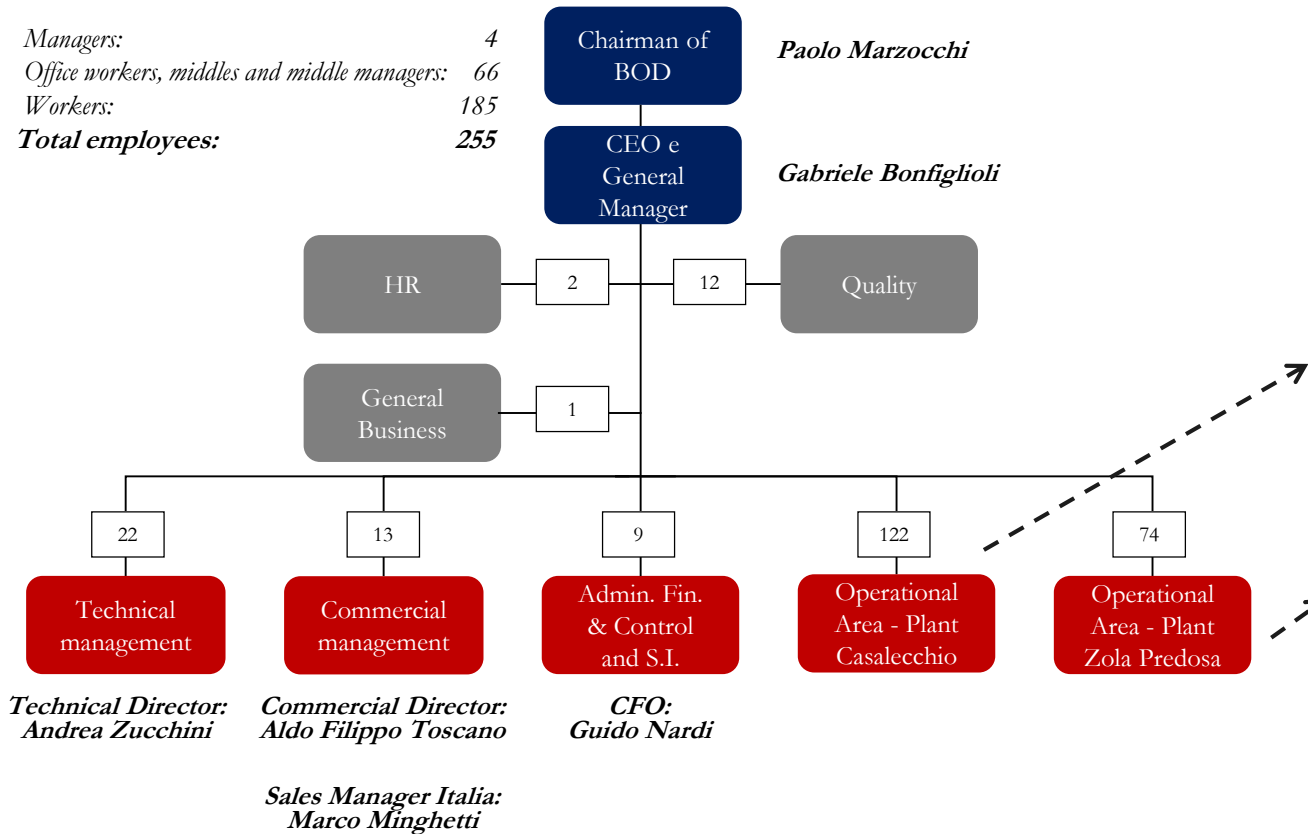 Managers: 4
Office workers, middles and middle managers: 66
Workers: 185
Total employees: 255
Chairman of
BOD
Paolo Marzocchi
CEO e
General
Manager
Gabriele Bonfiglioli
HR
2
12
Quality
General
Business
1
22
13
9
122
74
Technical
management
Commercial
management
Admin. Fin.
& Control
and S.I.
Operational
Area - Plant
Casalecchio
Operational
Area - Plant
Zola Predosa
Technical Director:
Andrea Zucchini
Commercial Director:
Aldo Filippo Toscano
CFO:
Guido Nardi
Sales Manager Italia:
Marco Minghetti